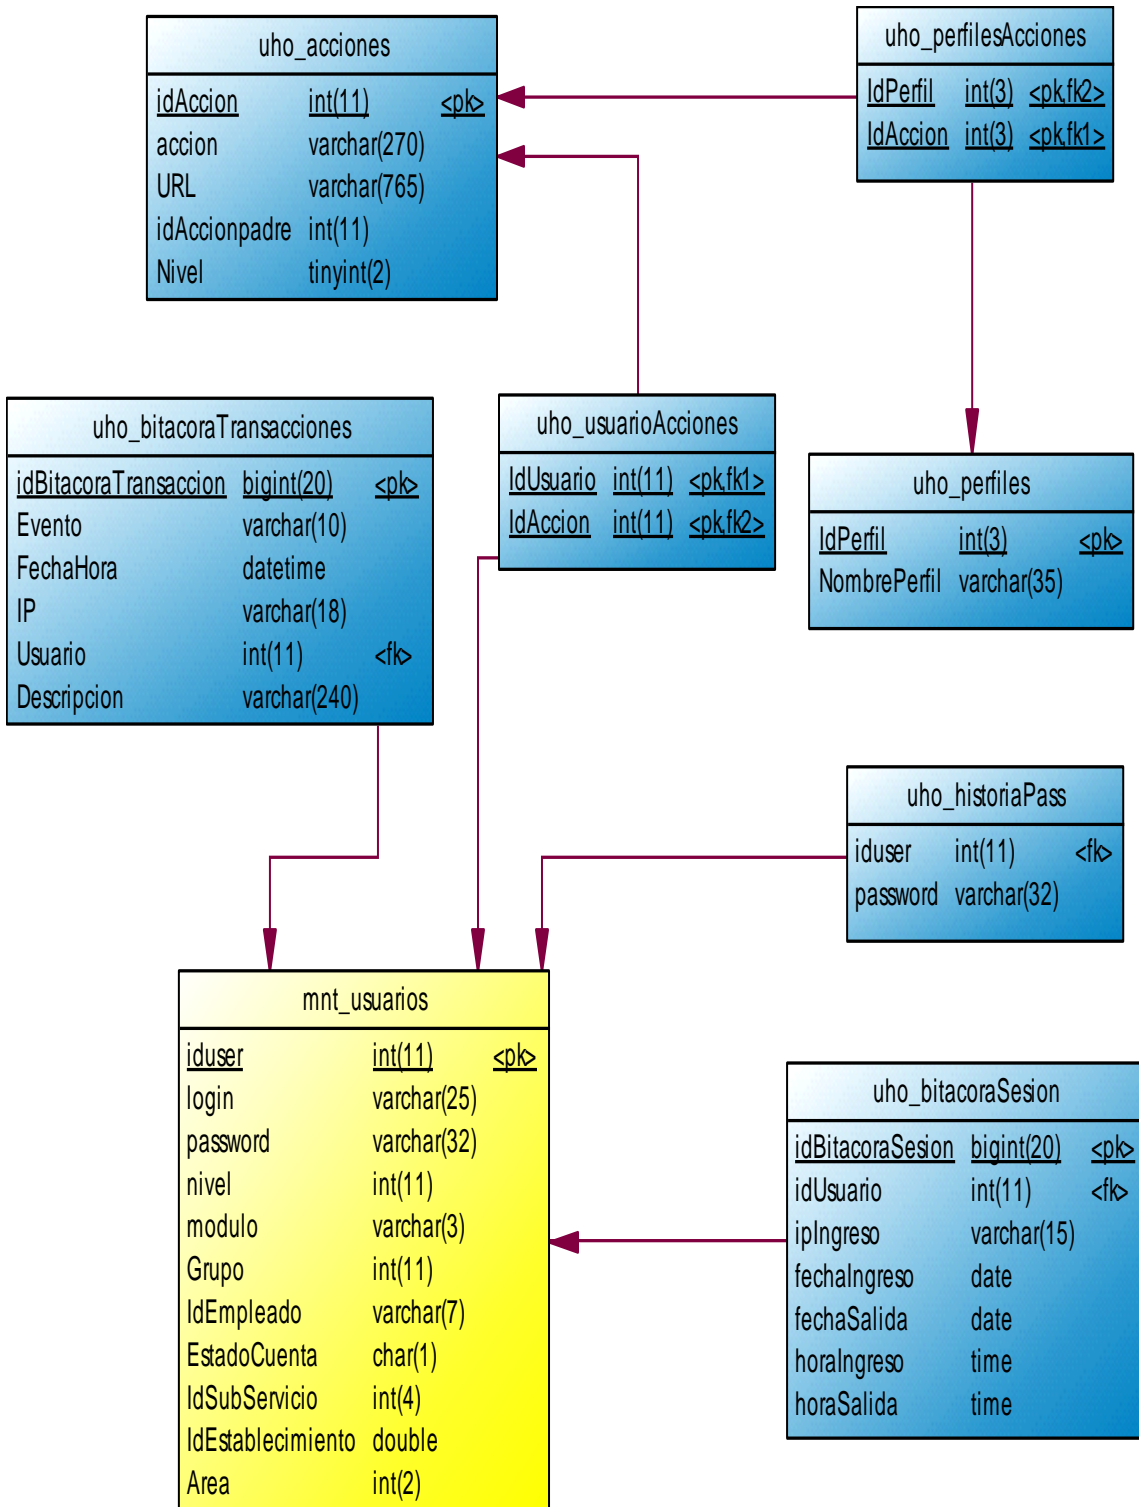 uho_acciones
idAccion int(11) <pk>
accion varchar(270)
URL varchar(765)
idAccionpadre int(11)
Nivel tinyint(2)
uho_perfilesAcciones
IdPerfil int(3) <pk,fk2>
IdAccion int(3) <pk,fk1>
uho_bitacoraTransacciones
idBitacoraTransaccion bigint(20) <pk>
Evento varchar(10)
FechaHora datetime
IP varchar(18)
Usuario int(11) <fk>
Descripcion varchar(240)
uho_usuarioAcciones
IdUsuario int(11) <pk,fk1>
IdAccion int(11) <pk,fk2>
uho_perfiles
IdPerfil int(3) <pk>
NombrePerfil varchar(35)
uho_historiaPass
iduser int(11) <fk>
password varchar(32)
mnt_usuarios
iduser int(11) <pk>
login varchar(25)
password varchar(32)
nivel int(11)
modulo varchar(3)
Grupo int(11)
IdEmpleado varchar(7)
EstadoCuenta char(1)
IdSubServicio int(4)
IdEstablecimiento double
Area int(2)
uho_bitacoraSesion
idBitacoraSesion bigint(20) <pk>
idUsuario int(11) <fk>
ipIngreso varchar(15)
fechaIngreso date
fechaSalida date
horaIngreso time
horaSalida time